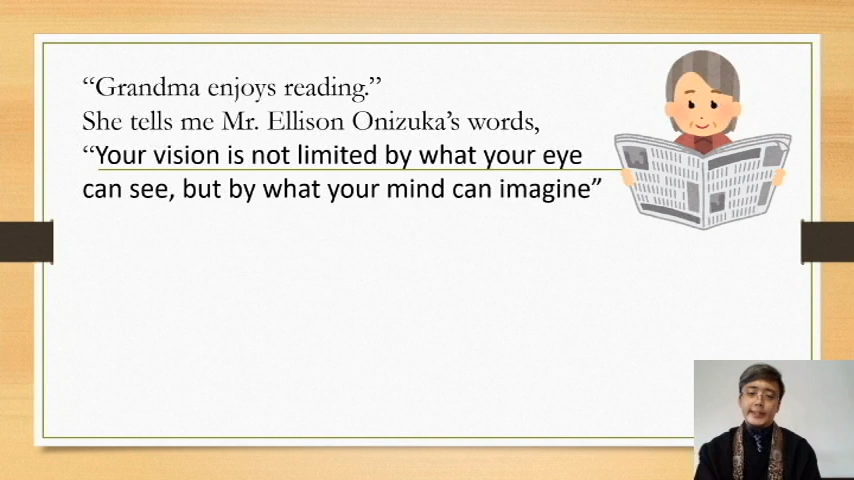 “Grandma enjoys reading.”
She tells me Mr. Ellison Onizuka’s words,
“Your vision is not limited by what your eye
can see, but by what your mind can imagine”